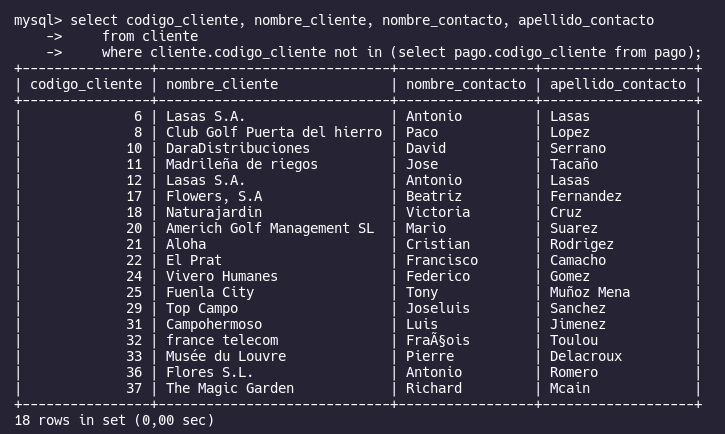 mysql> select codigo_cliente, nombre_cliente, nombre_contacto, apellido_contacto
    ->     from cliente
    ->     where cliente.codigo_cliente not in (select pago.codigo_cliente from pago);
+----------------+-----------------------------+-----------------+-------------------+
| codigo_cliente | nombre_cliente              | nombre_contacto | apellido_contacto |
+----------------+-----------------------------+-----------------+-------------------+
|              6 | Lasas S.A.                  | Antonio         | Lasas             |
|              8 | Club Golf Puerta del hierro | Paco            | Lopez             |
|             10 | DaraDistribuciones          | David           | Serrano           |
|             11 | Madrileña de riegos         | Jose            | Tacaño            |
|             12 | Lasas S.A.                  | Antonio         | Lasas             |
|             17 | Flowers, S.A                | Beatriz         | Fernandez         |
|             18 | Naturajardin                | Victoria        | Cruz              |
|             20 | Americh Golf Management SL  | Mario           | Suarez            |
|             21 | Aloha                       | Cristian        | Rodrigez          |
|             22 | El Prat                     | Francisco       | Camacho           |
|             24 | Vivero Humanes              | Federico        | Gomez             |
|             25 | Fuenla City                 | Tony            | Muñoz Mena        |
|             29 | Top Campo                   | Joseluis        | Sanchez           |
|             31 | Campohermoso                | Luis            | Jimenez           |
|             32 | france telecom              | FraÃ§ois        | Toulou            |
|             33 | Musée du Louvre             | Pierre          | Delacroux         |
|             36 | Flores S.L.                 | Antonio         | Romero            |
|             37 | The Magic Garden            | Richard         | Mcain             |
+----------------+-----------------------------+-----------------+-------------------+
18 rows in set (0,00 sec)